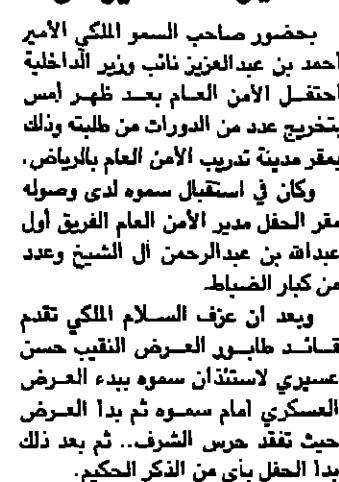 بحضور صاحب السمو الملكي الأمير
أحمد بن عبدالعزيز نائب وزير الداخلية
احتفل الأمن العام بعد ظهر أمس
بتخريج عدد من الدورات من طلبته وذلك
بمقر مدينة تدريب الأمن العام بالرياض.
وكان في استقبال سموه لدى وصوله
مقر الحفل مدير الأمن العام الفريق أول
عبدالله بن عبدالرحمن آل الشيخ وعدد
من كبار الضباط.
وبعد ان عزف السلام الملكي تقدم
قائد طابور العرض النقيب حسن
عسيري لاستئذان سموه ببدء العرض
العسكري أمام سموه ثم بدأ العرض
حيث تفقد حرس الشرف.. ثم بعد ذلك
بدأ الحفل بآي من الذكر الحكيم.